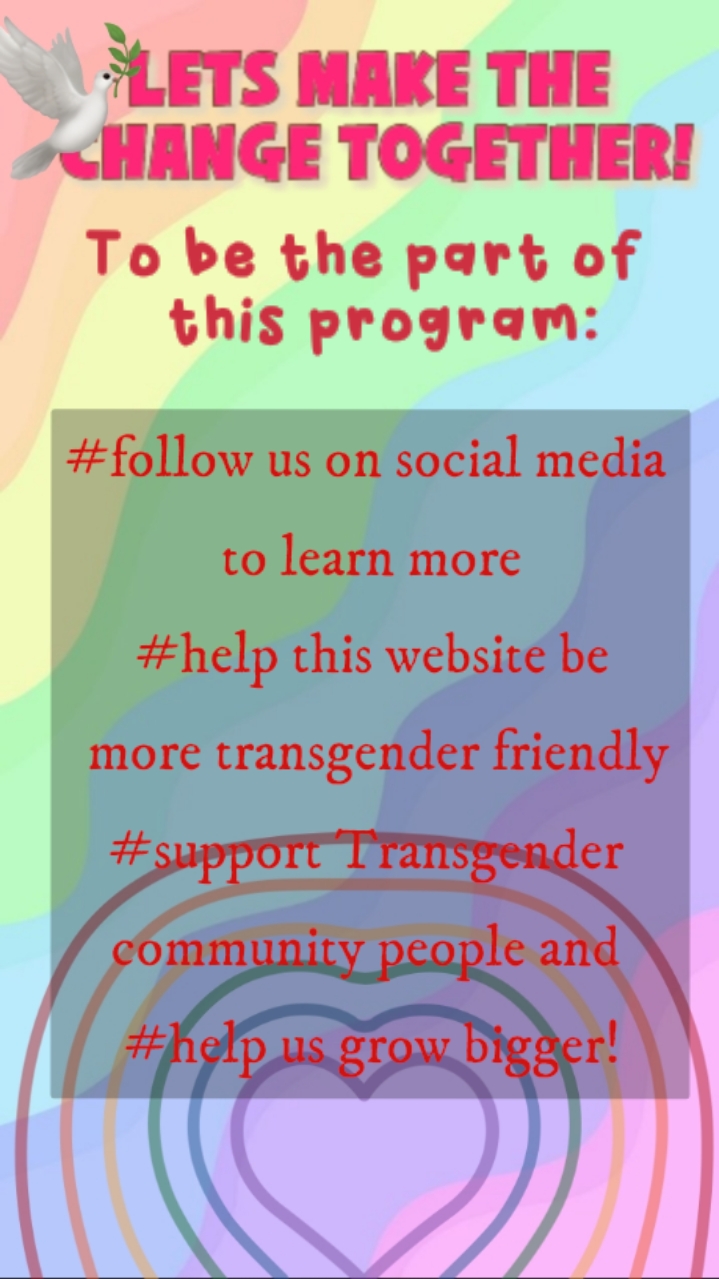 LETS MAKE THE
CHANGE TOGETHER!
To be the part of
this program:
#follow us on social media
to learn more
#help this website be
more transgender friendly
#support Transgender
community people and
#help us grow bigger!